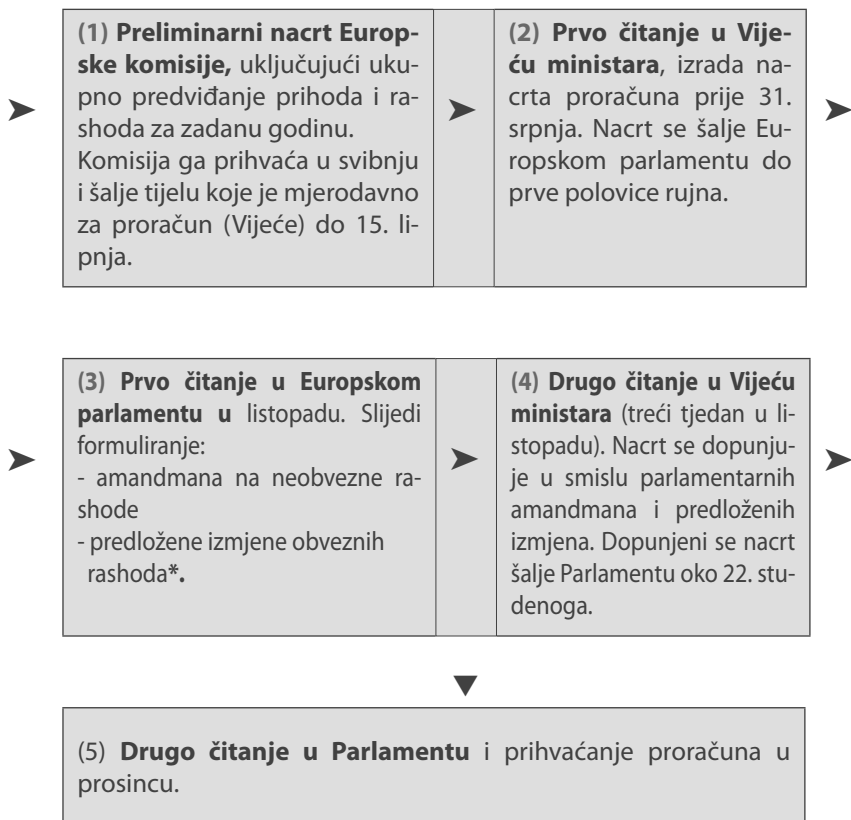 (1) Preliminarni nacrt Europ-
ske komisije, uključujući uku-
pno predviđanje prihoda i ra-
shoda za zadanu godinu.
Komisija ga prihvaća u svibnju
i šalje tijelu koje je mjerodavno
za proračun (Vijeće) do 15. li-
pnja.
(2) Prvo čitanje u Vije-
ću ministara, izrada na-
crta proračuna prije 31.
srpnja. Nacrt se šalje Eu-
ropskom parlamentu do
prve polovice rujna.
(3) Prvo čitanje u Europskom
parlamentu u listopadu. Slijedi
formuliranje:
- amandmana na neobvezne ra-
shode
- predložene izmjene obveznih
rashoda*.
(4) Drugo čitanje u Vijeću
ministara (treći tjedan u li-
stopadu). Nacrt se dopunju-
je u smislu parlamentarnih
amandmana i predloženih
izmjena. Dopunjeni se nacrt
šalje Parlamentu oko 22. stu-
denoga.
(5) Drugo čitanje u Parlamentu i prihvaćanje proračuna u
prosincu.